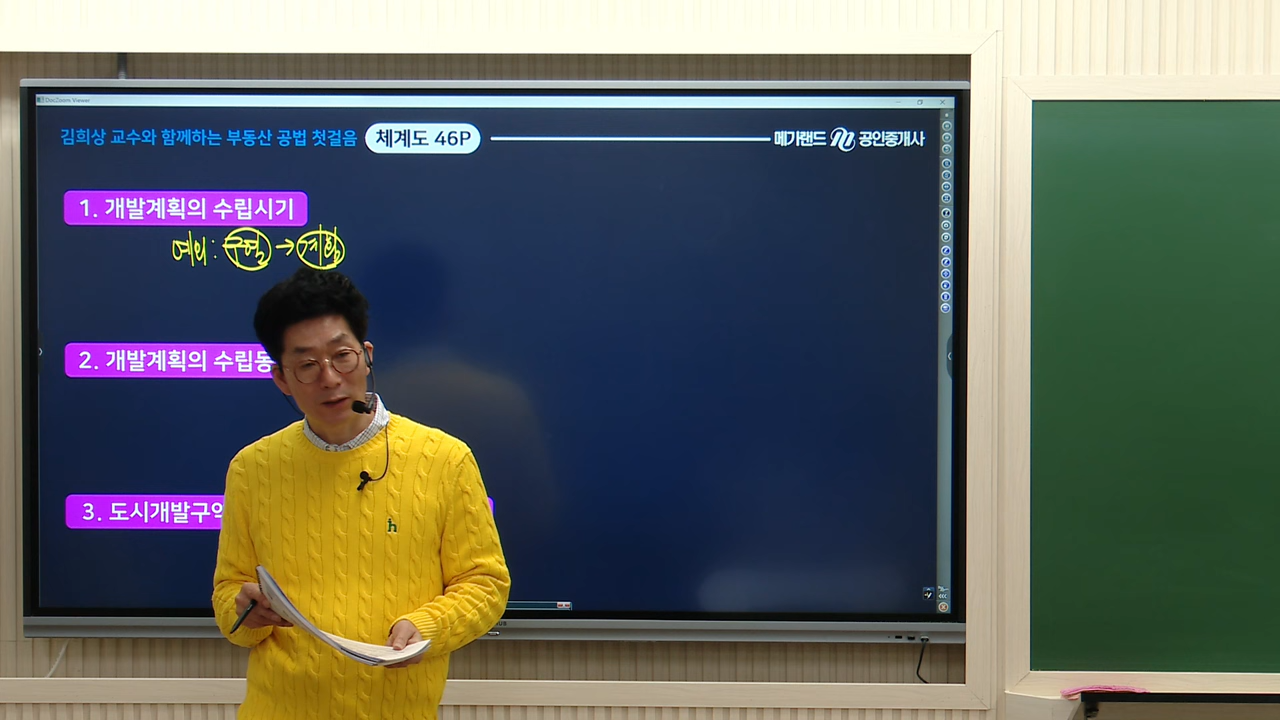 DocZoom Viewer
김희상 교수와 함께하는 부동산 공법 첫걸음 체계도 46P 메가랜드 공인중개사
1. 개발계획의 수립시기
예외: 구역 → 계획
2. 개발계획의 수립동
3. 도시개발구역
h